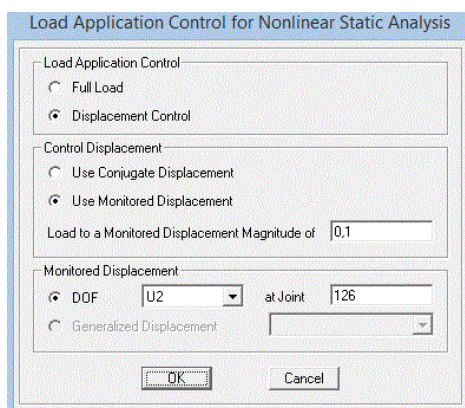 Load Application Control for Nonlinear Static Analysis
Load Application Control
Full Load
Displacement Control
Control Displacement
Use Conjugate Displacement
Use Monitored Displacement
Load to a Monitored Displacement Magnitude of 0,1
Monitored Displacement
DOF U2 at Joint 126
Generalized Displacement
OK Cancel